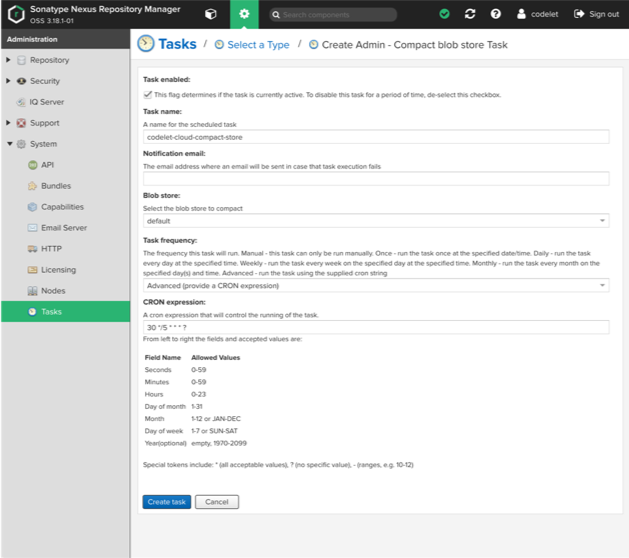 Sonatype Nexus Repository Manager
OSS 3.18.1-01
Search components
codelet
Sign out
Administration
Repository
Security
IQ Server
Support
System
API
Bundles
Capabilities
Email Server
HTTP
Licensing
Nodes
Tasks
Tasks / Select a Type / Create Admin - Compact blob store Task
Task enabled:
This flag determines if the task is currently active. To disable this task for a period of time, de-select this checkbox.
Task name:
A name for the scheduled task
codelet-cloud-compact-store
Notification email:
The email address where an email will be sent in case that task execution fails
Blob store:
Select the blob store to compact
default
Task frequency:
The frequency this task will run. Manual - this task can only be run manually. Once - run the task once at the specified date/time. Daily - run the task
every day at the specified time. Weekly - run the task every week on the specified day at the specified time. Monthly - run the task every month on the
specified day(s) and time. Advanced - run the task using the supplied cron string
Advanced (provide a CRON expression)
CRON expression:
A cron expression that will control the running of the task.
30 */5 * * * ?
From left to right the fields and accepted values are:
Field Name Allowed Values
Seconds 0-59
Minutes 0-59
Hours 0-23
Day of month 1-31
Month 1-12 or JAN-DEC
Day of week 1-7 or SUN-SAT
Year(optional) empty, 1970-2099
Special tokens include: * (all acceptable values), ? (no specific value), - (ranges, e.g. 10-12)
Create task
Cancel